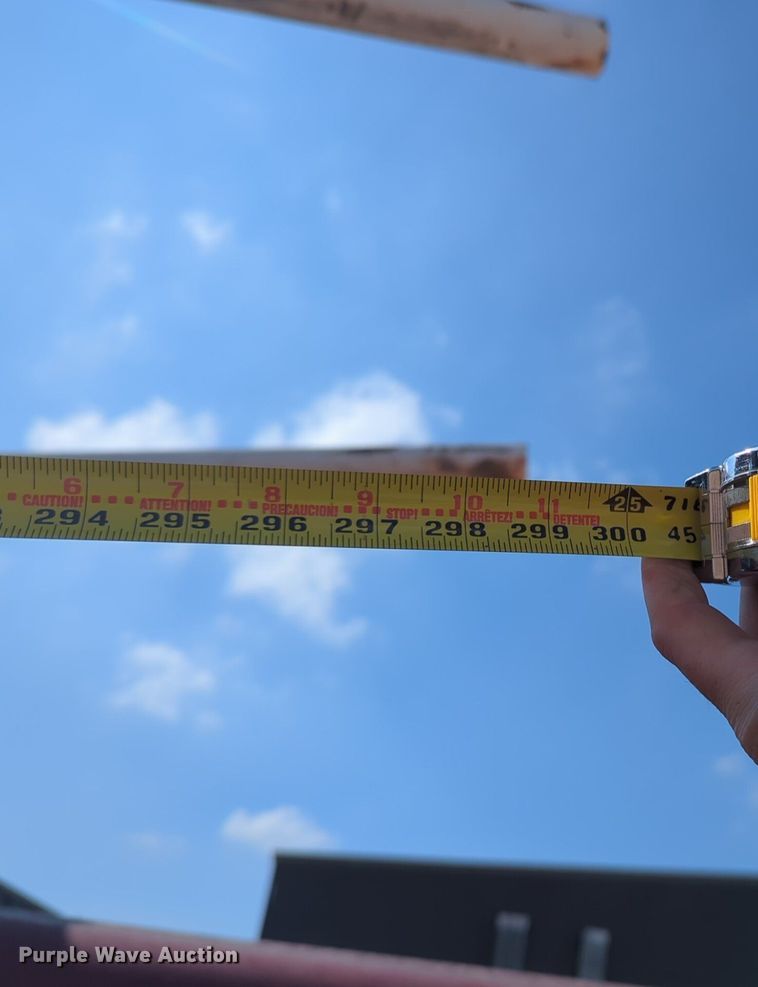 6 7 8 9 10 11 25 716
CAUTION! ATTENTION! PRECAUCION! STOP! ARRÊTEZ! DETENTE!
294 295 296 297 298 299 300 45
Purple Wave Auction